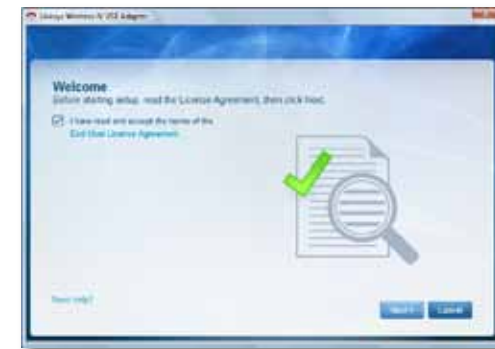 Linksys Wireless-N USB Adapter
Welcome
Before starting setup, read the License Agreement, then click Next.
I have read and accept the terms of the
End User License Agreement.
Need help?
Next
Cancel